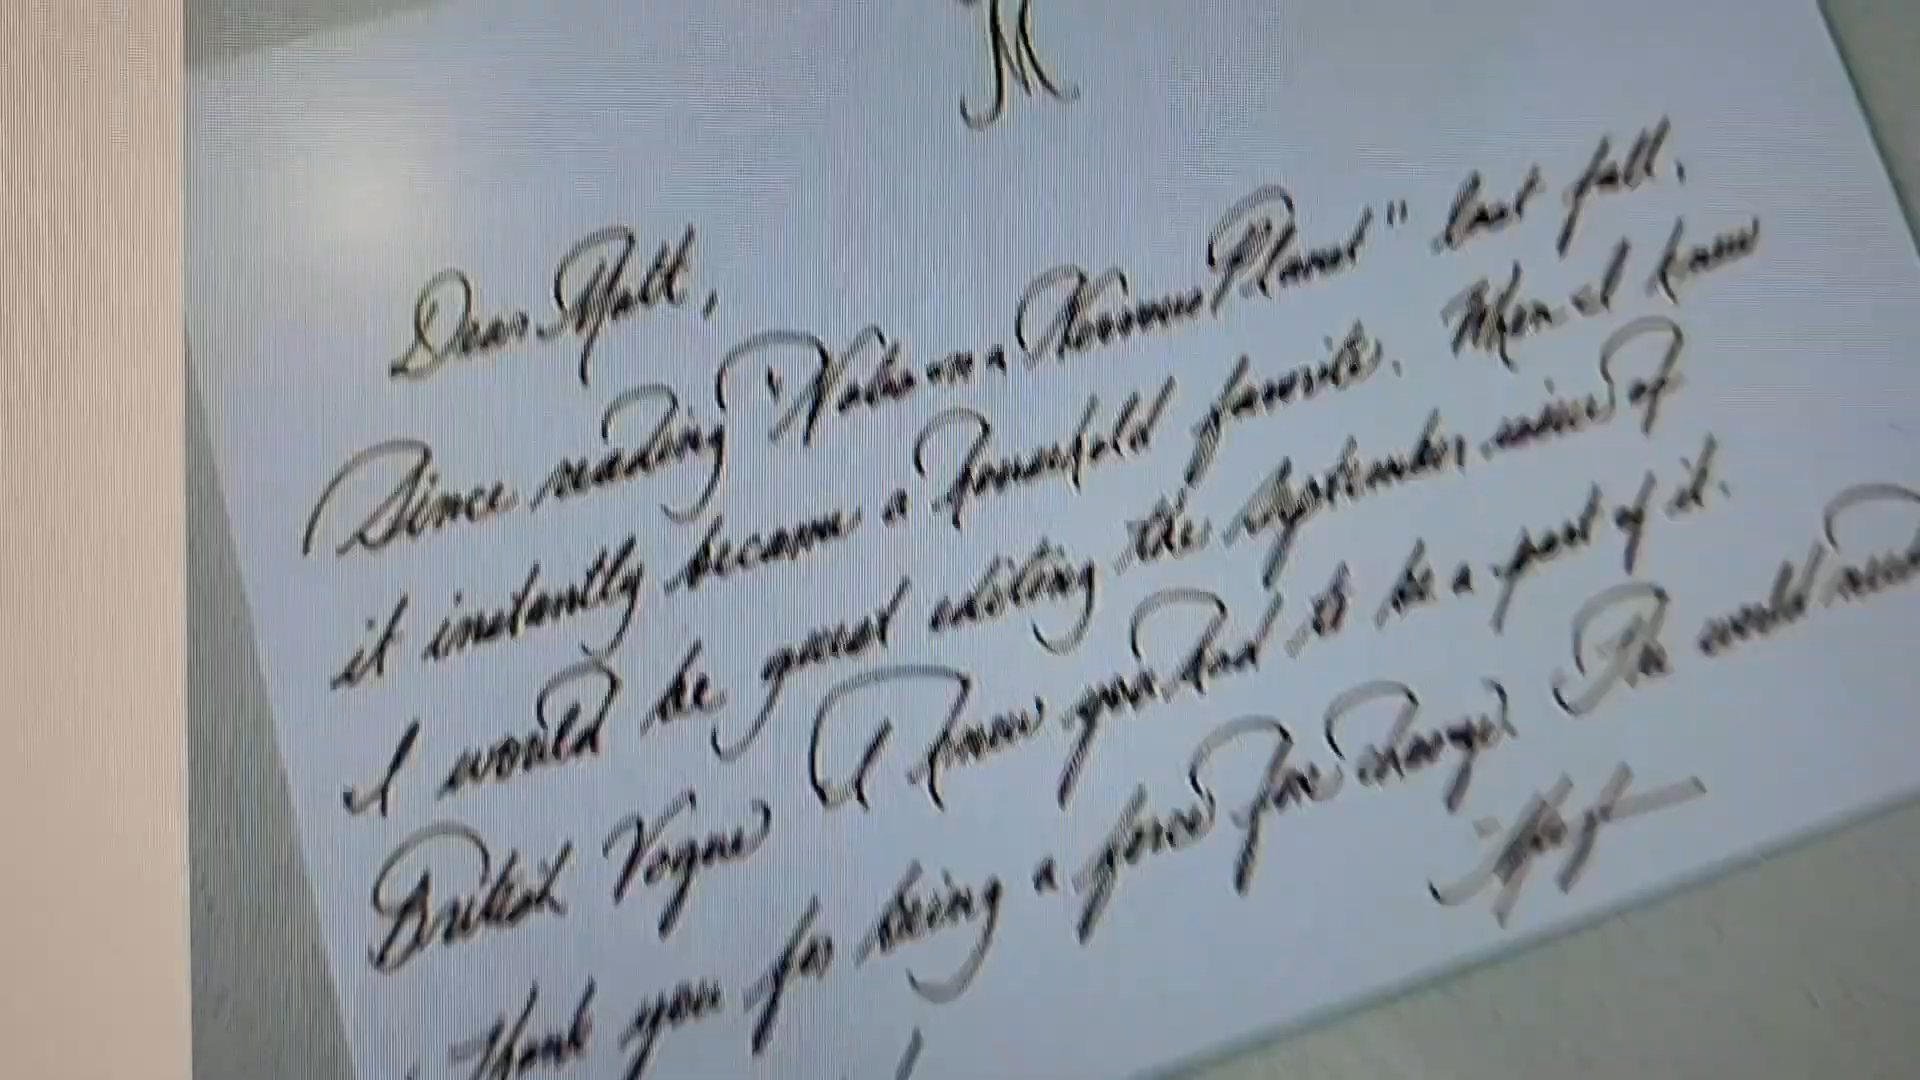 M
Dear Matt,
Since reading "Notes on a Nervous Planet" last fall,
it instantly became a household favorite. When I knew
I would be guest editing the September issue of
British Vogue I knew you had to be a part of it.
Thank you for being a force for change! The world